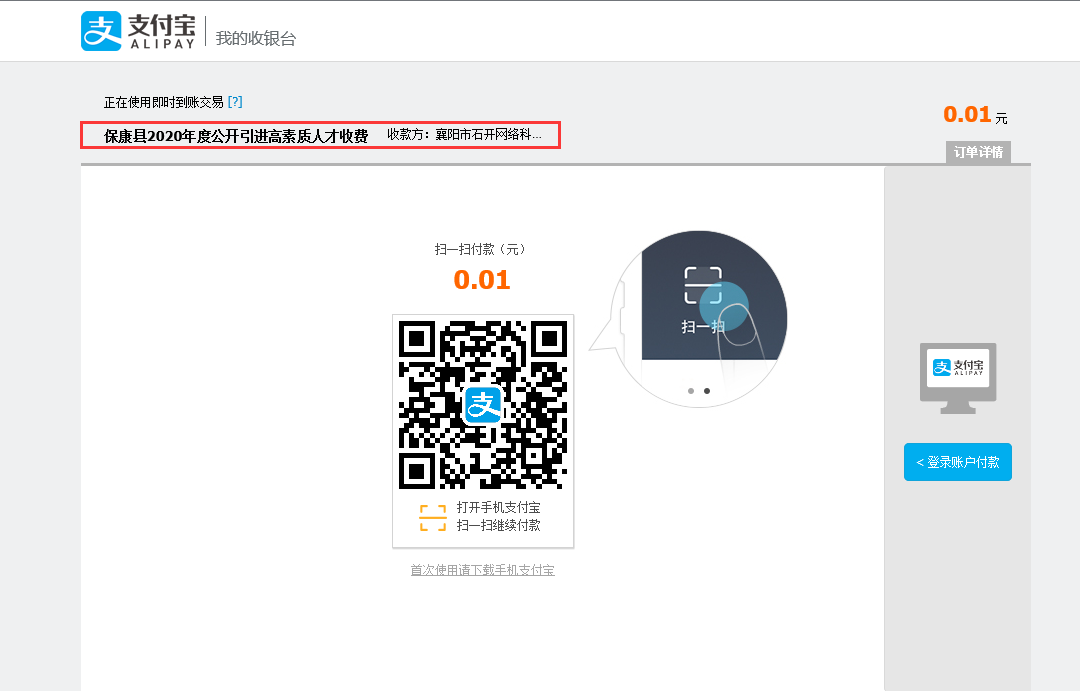 支付宝
ALIPAY
我的收银台
正在使用即时到账交易 [?]
保康县2020年度公开引进高素质人才收费 收款方：襄阳市石开网络科...
0.01 元
订单详情
扫一扫付款（元）
0.01
扫一扫
支
打开手机支付宝
扫一扫继续付款
首次使用请下载手机支付宝
支付宝
ALIPAY
< 登录账户付款